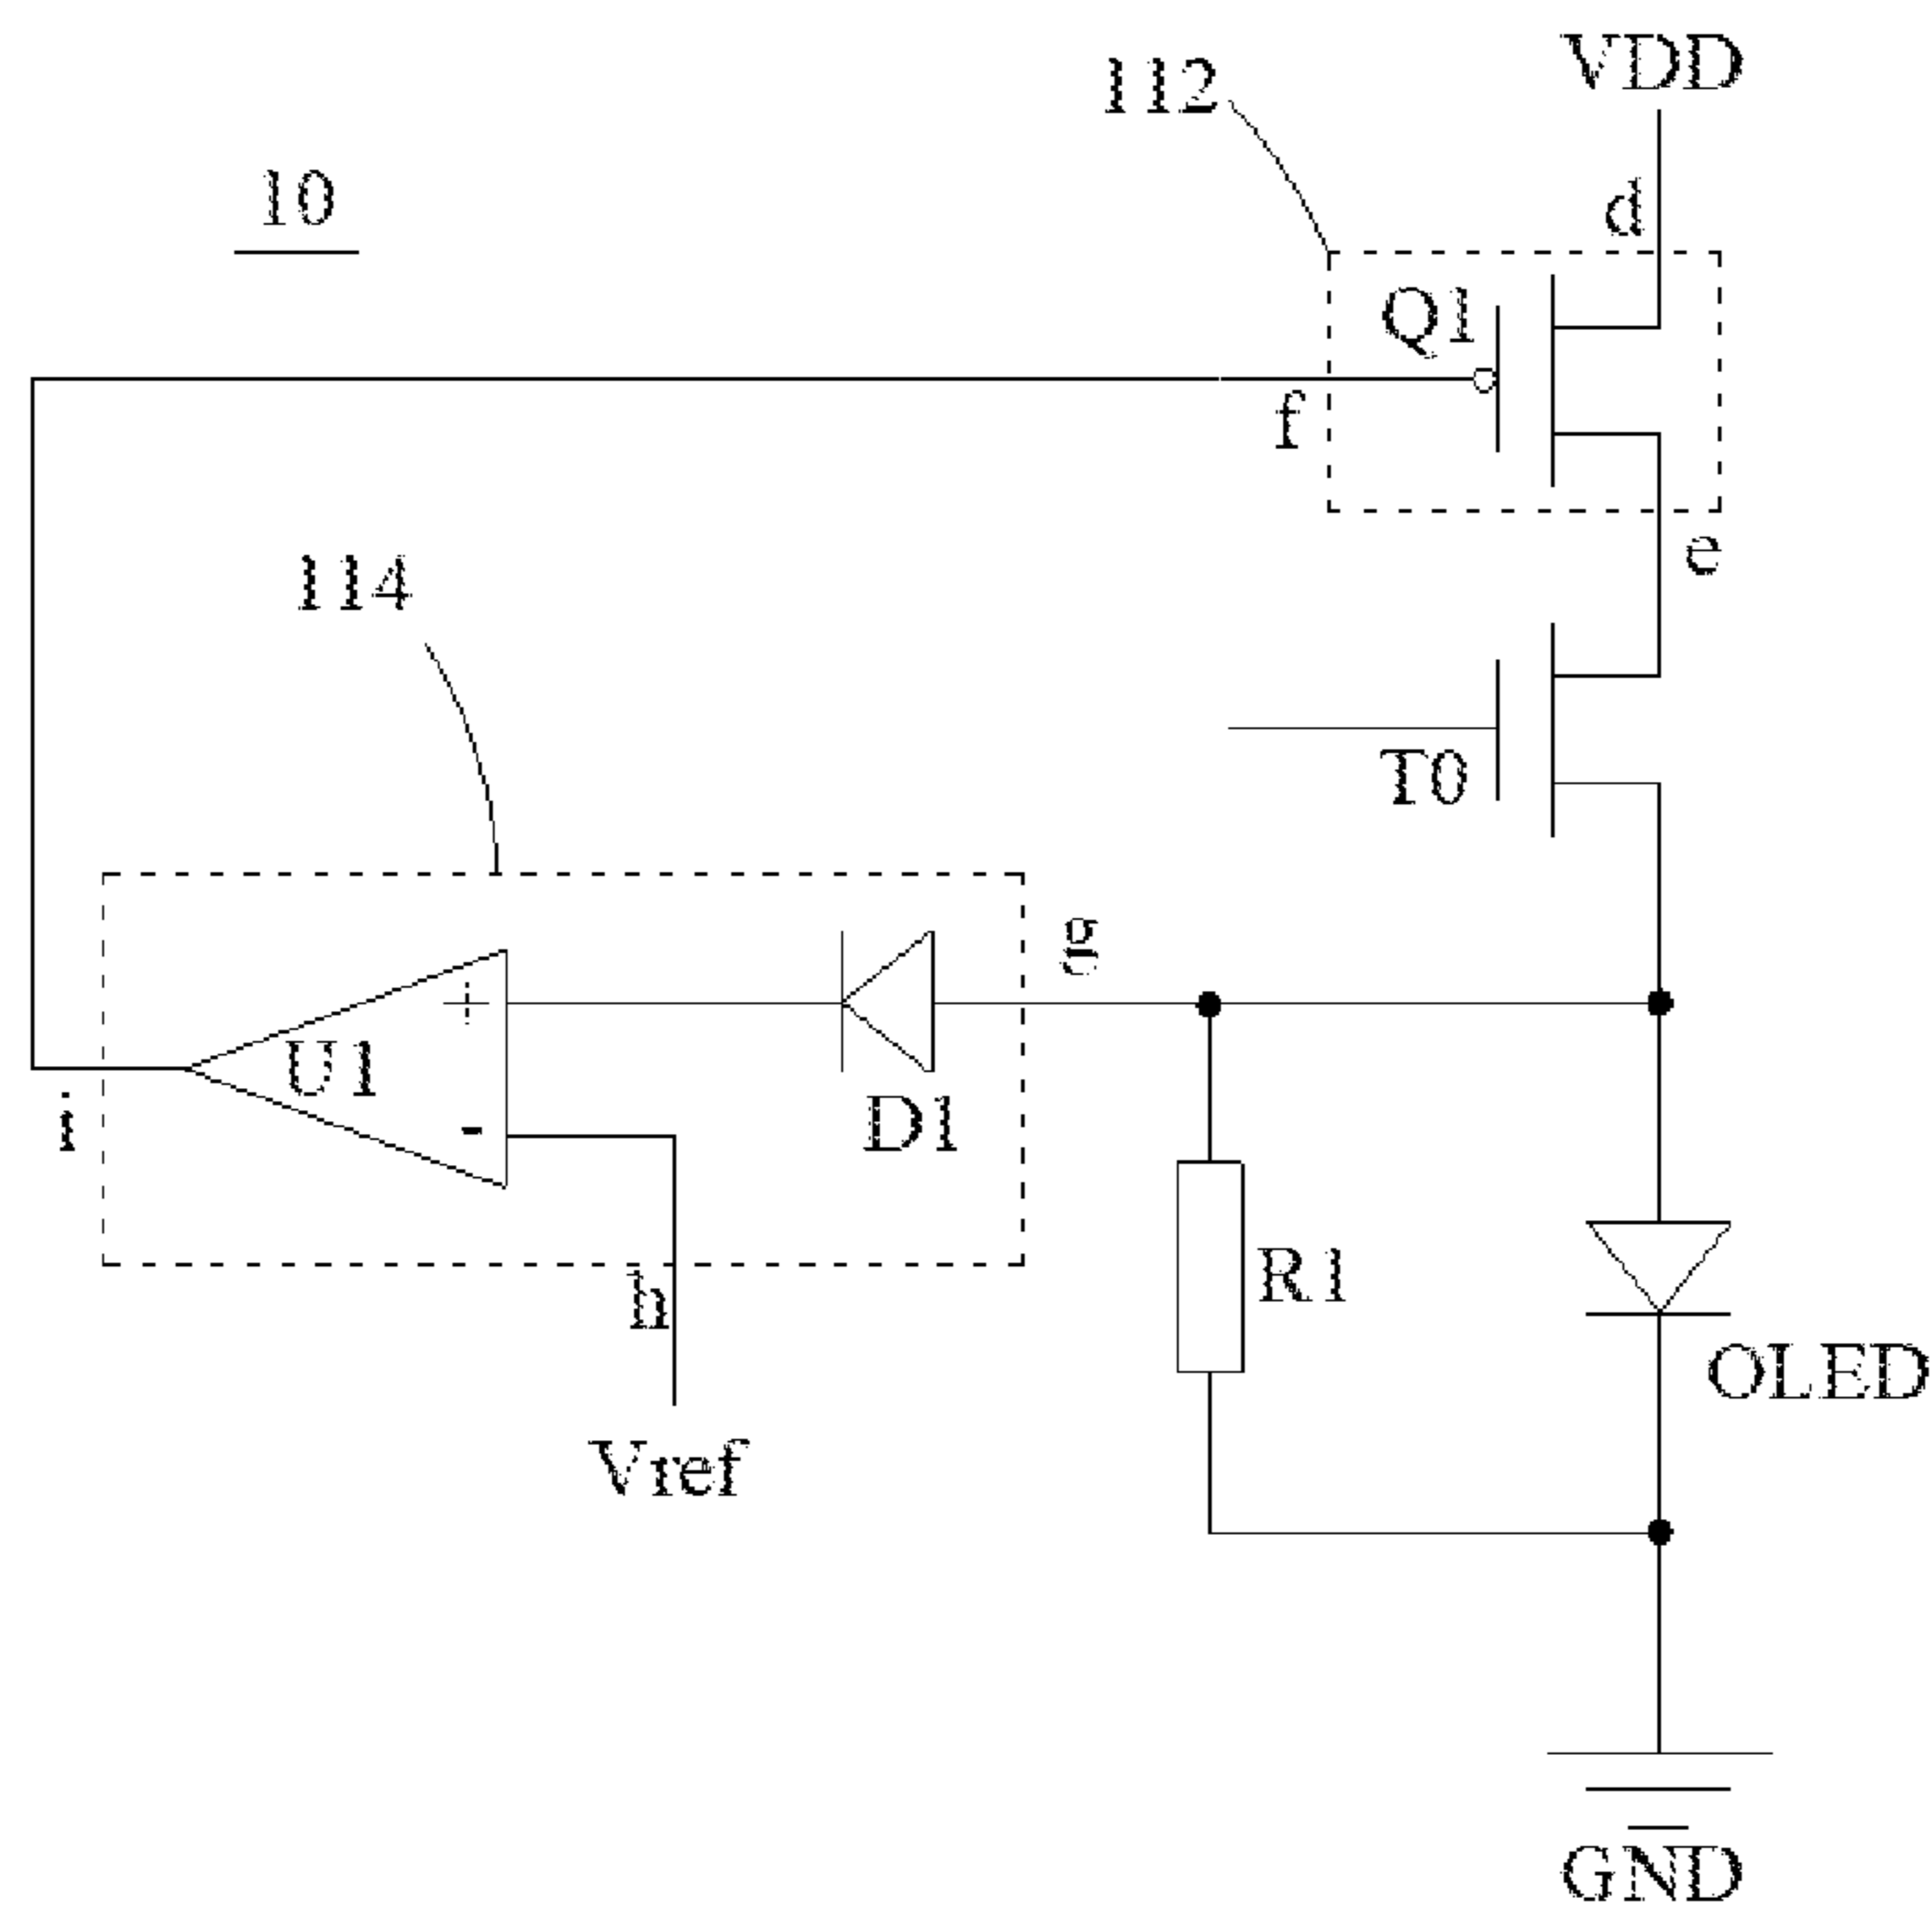 VDD
112
10
d
Q1
f
e
114
T0
g
+
U1
D1
i
-
h
R1
OLED
Vref
GND